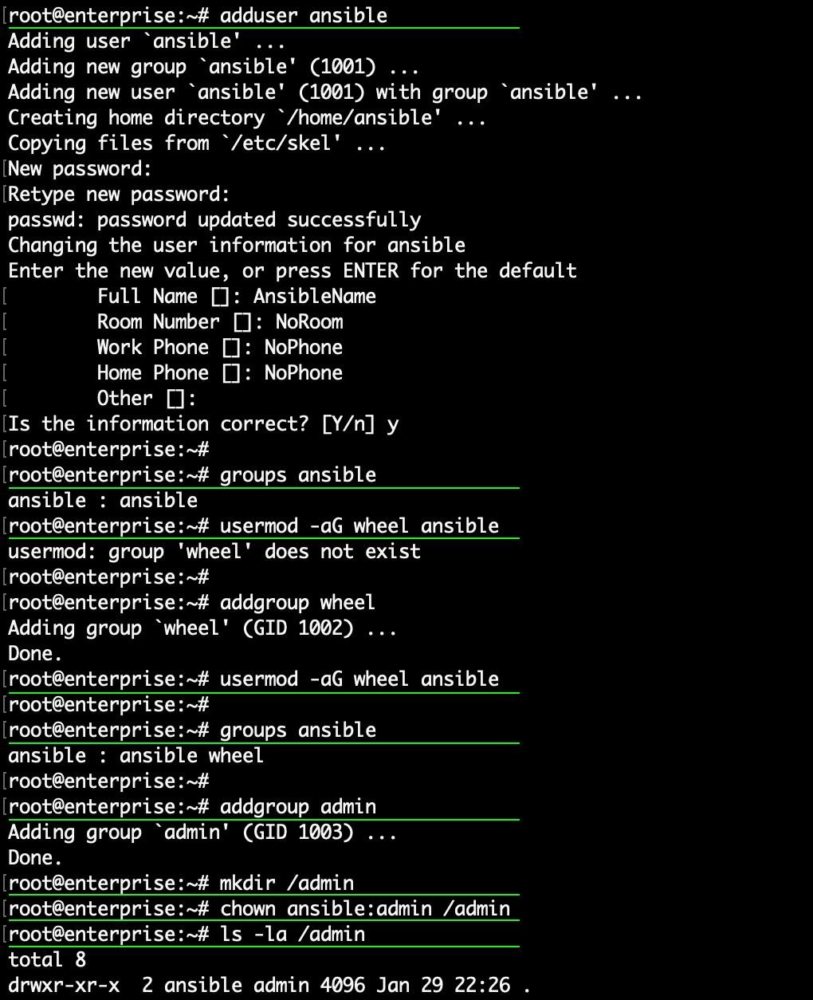 [root@enterprise:~# adduser ansible
Adding user `ansible' ...
Adding new group `ansible' (1001) ...
Adding new user `ansible' (1001) with group `ansible' ...
Creating home directory `/home/ansible' ...
Copying files from `/etc/skel' ...
[New password:
[Retype new password:
passwd: password updated successfully
Changing the user information for ansible
Enter the new value, or press ENTER for the default
[        Full Name []: AnsibleName
[        Room Number []: NoRoom
[        Work Phone []: NoPhone
[        Home Phone []: NoPhone
[        Other []:
[Is the information correct? [Y/n] y
[root@enterprise:~#
[root@enterprise:~# groups ansible
ansible : ansible
[root@enterprise:~# usermod -aG wheel ansible
usermod: group 'wheel' does not exist
[root@enterprise:~#
[root@enterprise:~# addgroup wheel
Adding group `wheel' (GID 1002) ...
Done.
[root@enterprise:~# usermod -aG wheel ansible
[root@enterprise:~#
[root@enterprise:~# groups ansible
ansible : ansible wheel
[root@enterprise:~#
[root@enterprise:~# addgroup admin
Adding group `admin' (GID 1003) ...
Done.
[root@enterprise:~# mkdir /admin
[root@enterprise:~# chown ansible:admin /admin
[root@enterprise:~# ls -la /admin
total 8
drwxr-xr-x  2 ansible admin 4096 Jan 29 22:26 .